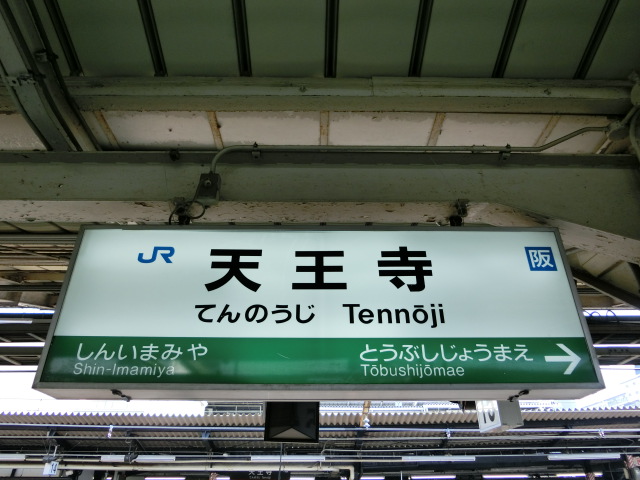 JR 天王寺 阪
てんのうじ Tennōji
しんいまみや とうぶしじょうまえ
Shin-Imamiya Tōbushijōmae